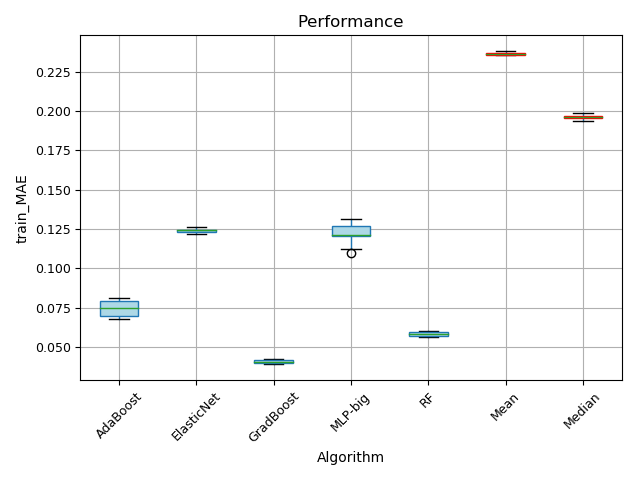 Performance
train_MAE
0.225
0.200
0.175
0.150
0.125
0.100
0.075
0.050
AdaBoost
ElasticNet
GradBoost
MLP-big
RF
Mean
Median
Algorithm